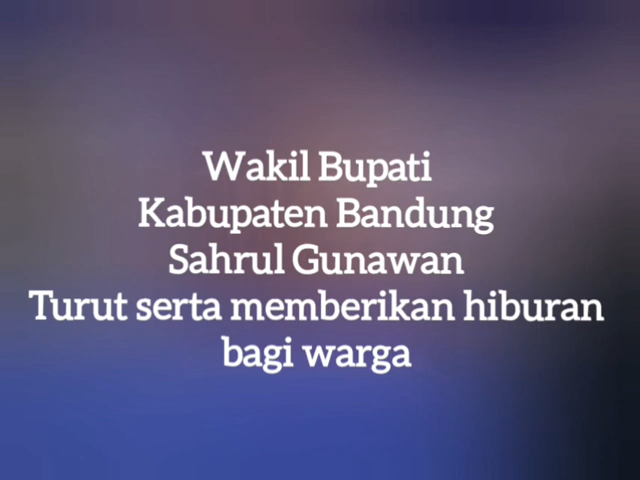 Wakil Bupati
Kabupaten Bandung
Sahrul Gunawan
Turut serta memberikan hiburan
bagi warga